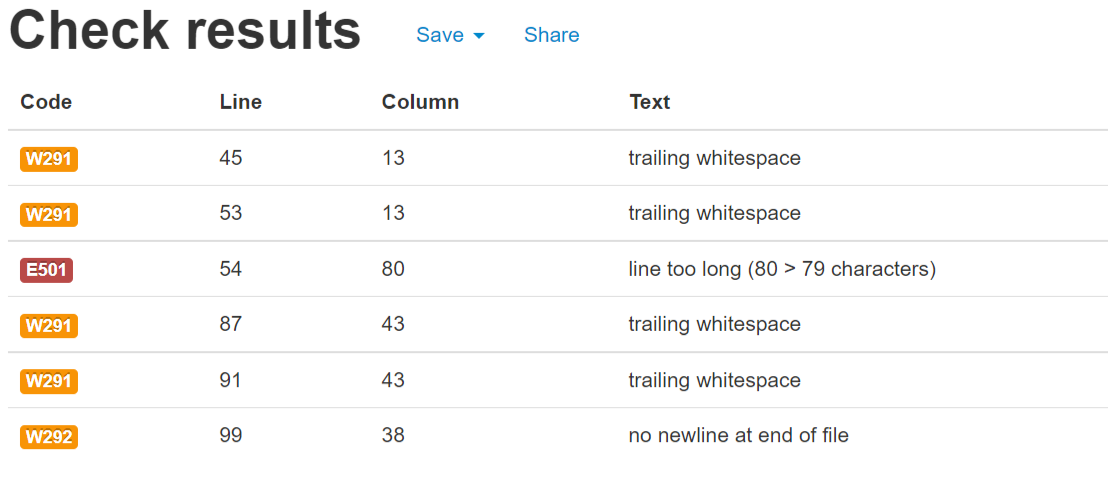 Check results Save Share
Code Line Column Text
W291 45 13 trailing whitespace
W291 53 13 trailing whitespace
E501 54 80 line too long (80 > 79 characters)
W291 87 43 trailing whitespace
W291 91 43 trailing whitespace
W292 99 38 no newline at end of file